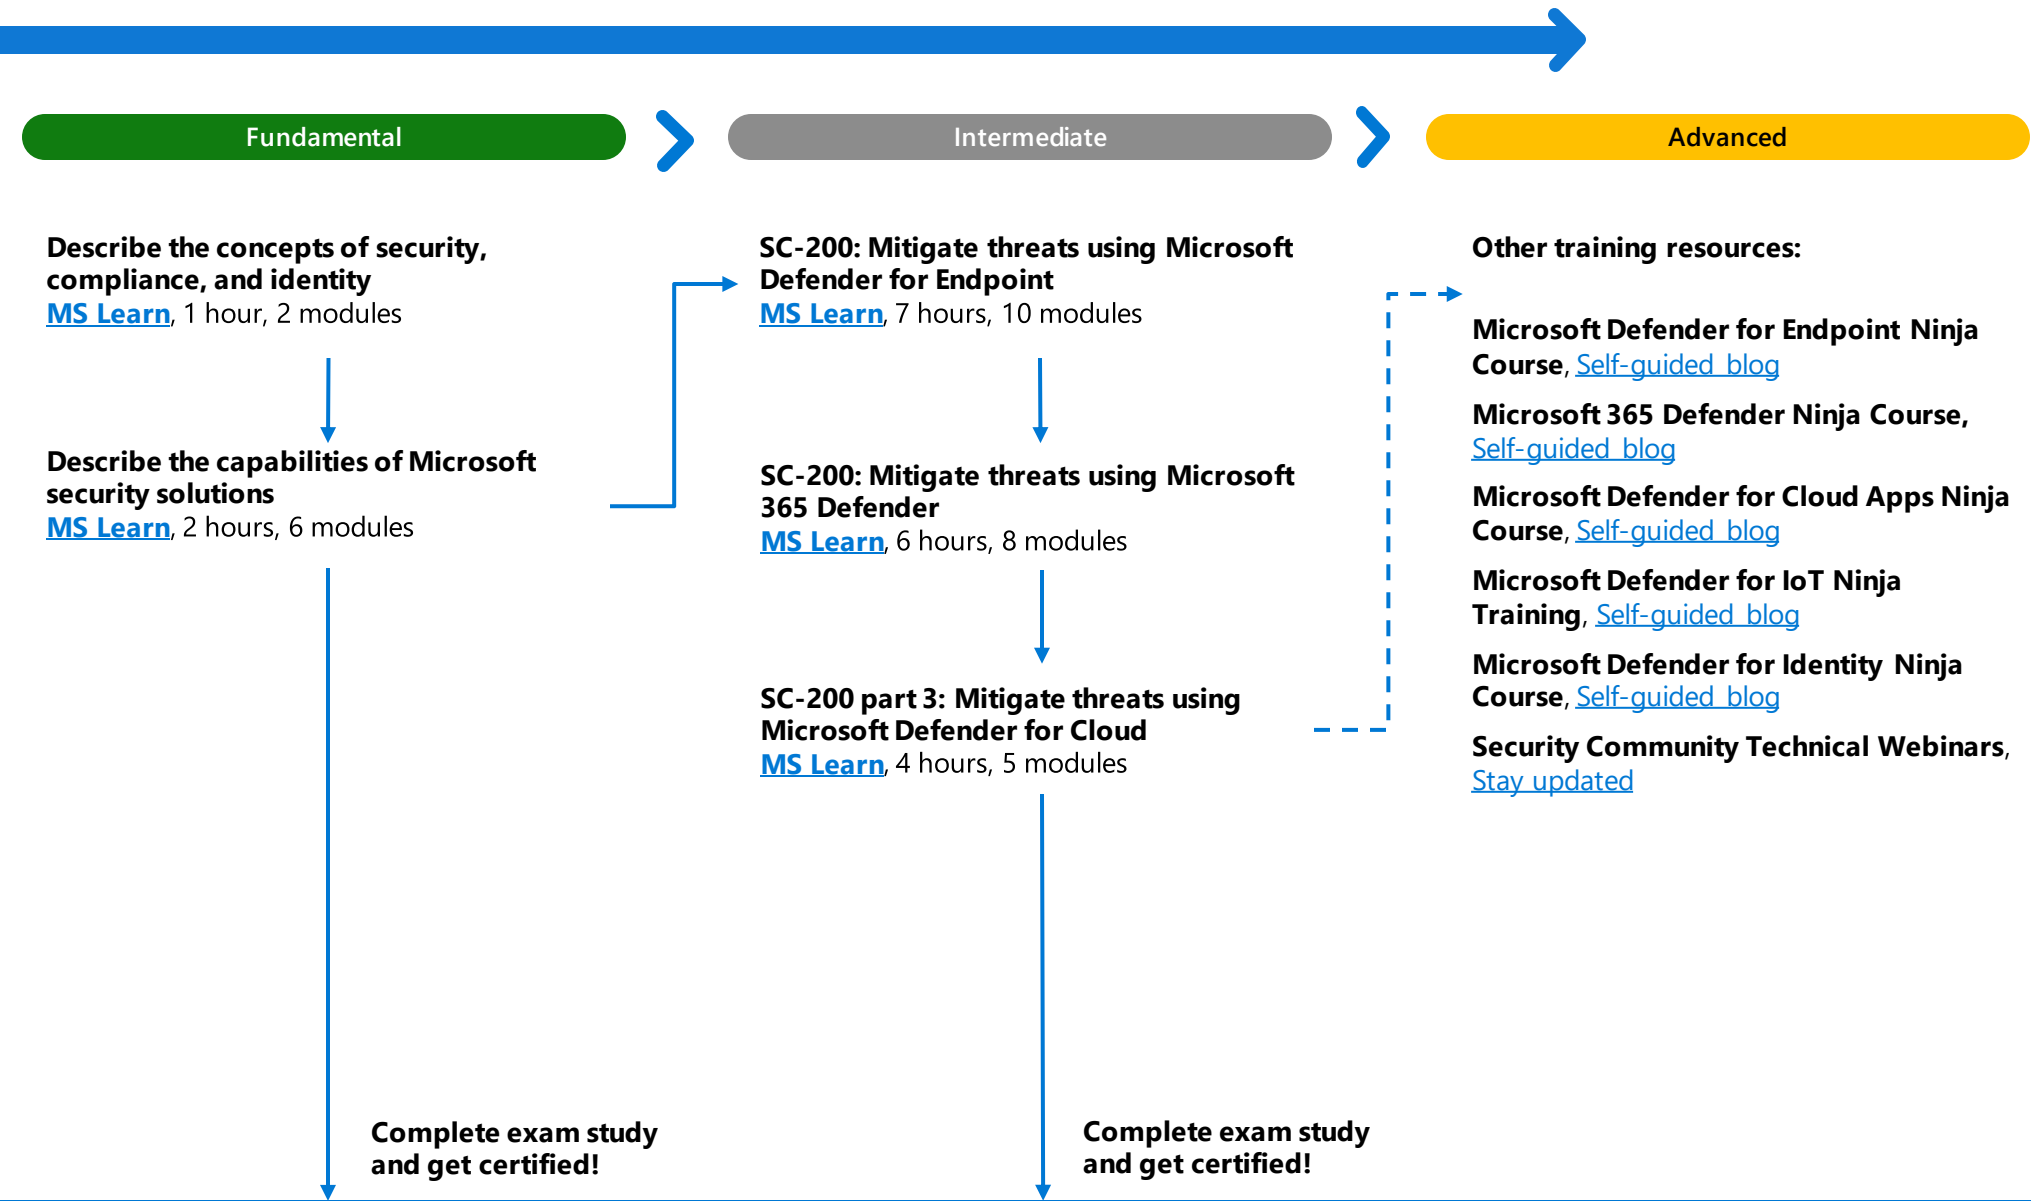 Fundamental
Intermediate
Advanced
Describe the concepts of security,
compliance, and identity
MS Learn, 1 hour, 2 modules
Describe the capabilities of Microsoft
security solutions
MS Learn, 2 hours, 6 modules
Complete exam study
and get certified!
SC-200: Mitigate threats using Microsoft
Defender for Endpoint
MS Learn, 7 hours, 10 modules
SC-200: Mitigate threats using Microsoft
365 Defender
MS Learn, 6 hours, 8 modules
SC-200 part 3: Mitigate threats using
Microsoft Defender for Cloud
MS Learn, 4 hours, 5 modules
Complete exam study
and get certified!
Other training resources:
Microsoft Defender for Endpoint Ninja
Course, Self-guided blog
Microsoft 365 Defender Ninja Course,
Self-guided blog
Microsoft Defender for Cloud Apps Ninja
Course, Self-guided blog
Microsoft Defender for IoT Ninja
Training, Self-guided blog
Microsoft Defender for Identity Ninja
Course, Self-guided blog
Security Community Technical Webinars,
Stay updated